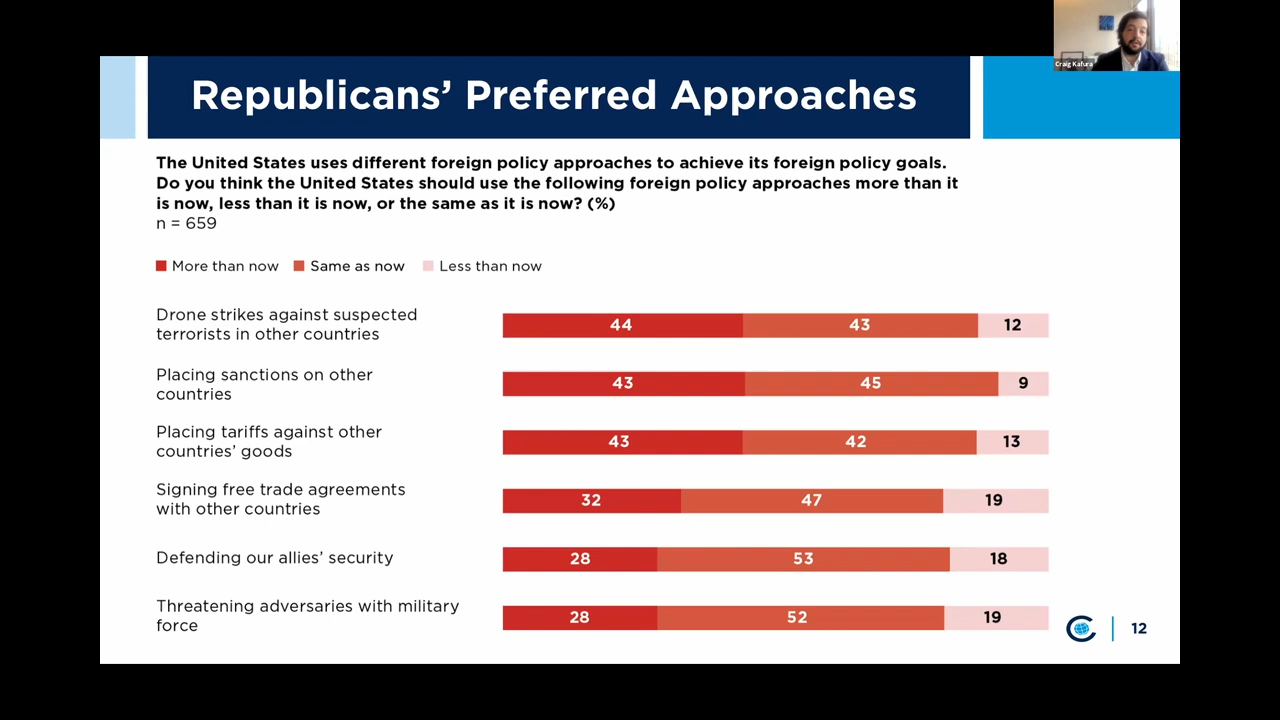 Craig Kafura
Republicans’ Preferred Approaches
The United States uses different foreign policy approaches to achieve its foreign policy goals.
Do you think the United States should use the following foreign policy approaches more than it
is now, less than it is now, or the same as it is now? (%)
n = 659
More than now Same as now Less than now
Drone strikes against suspected
terrorists in other countries
44 43 12
Placing sanctions on other
countries
43 45 9
Placing tariffs against other
countries’ goods
43 42 13
Signing free trade agreements
with other countries
32 47 19
Defending our allies’ security
28 53 18
Threatening adversaries with military
force
28 52 19
12